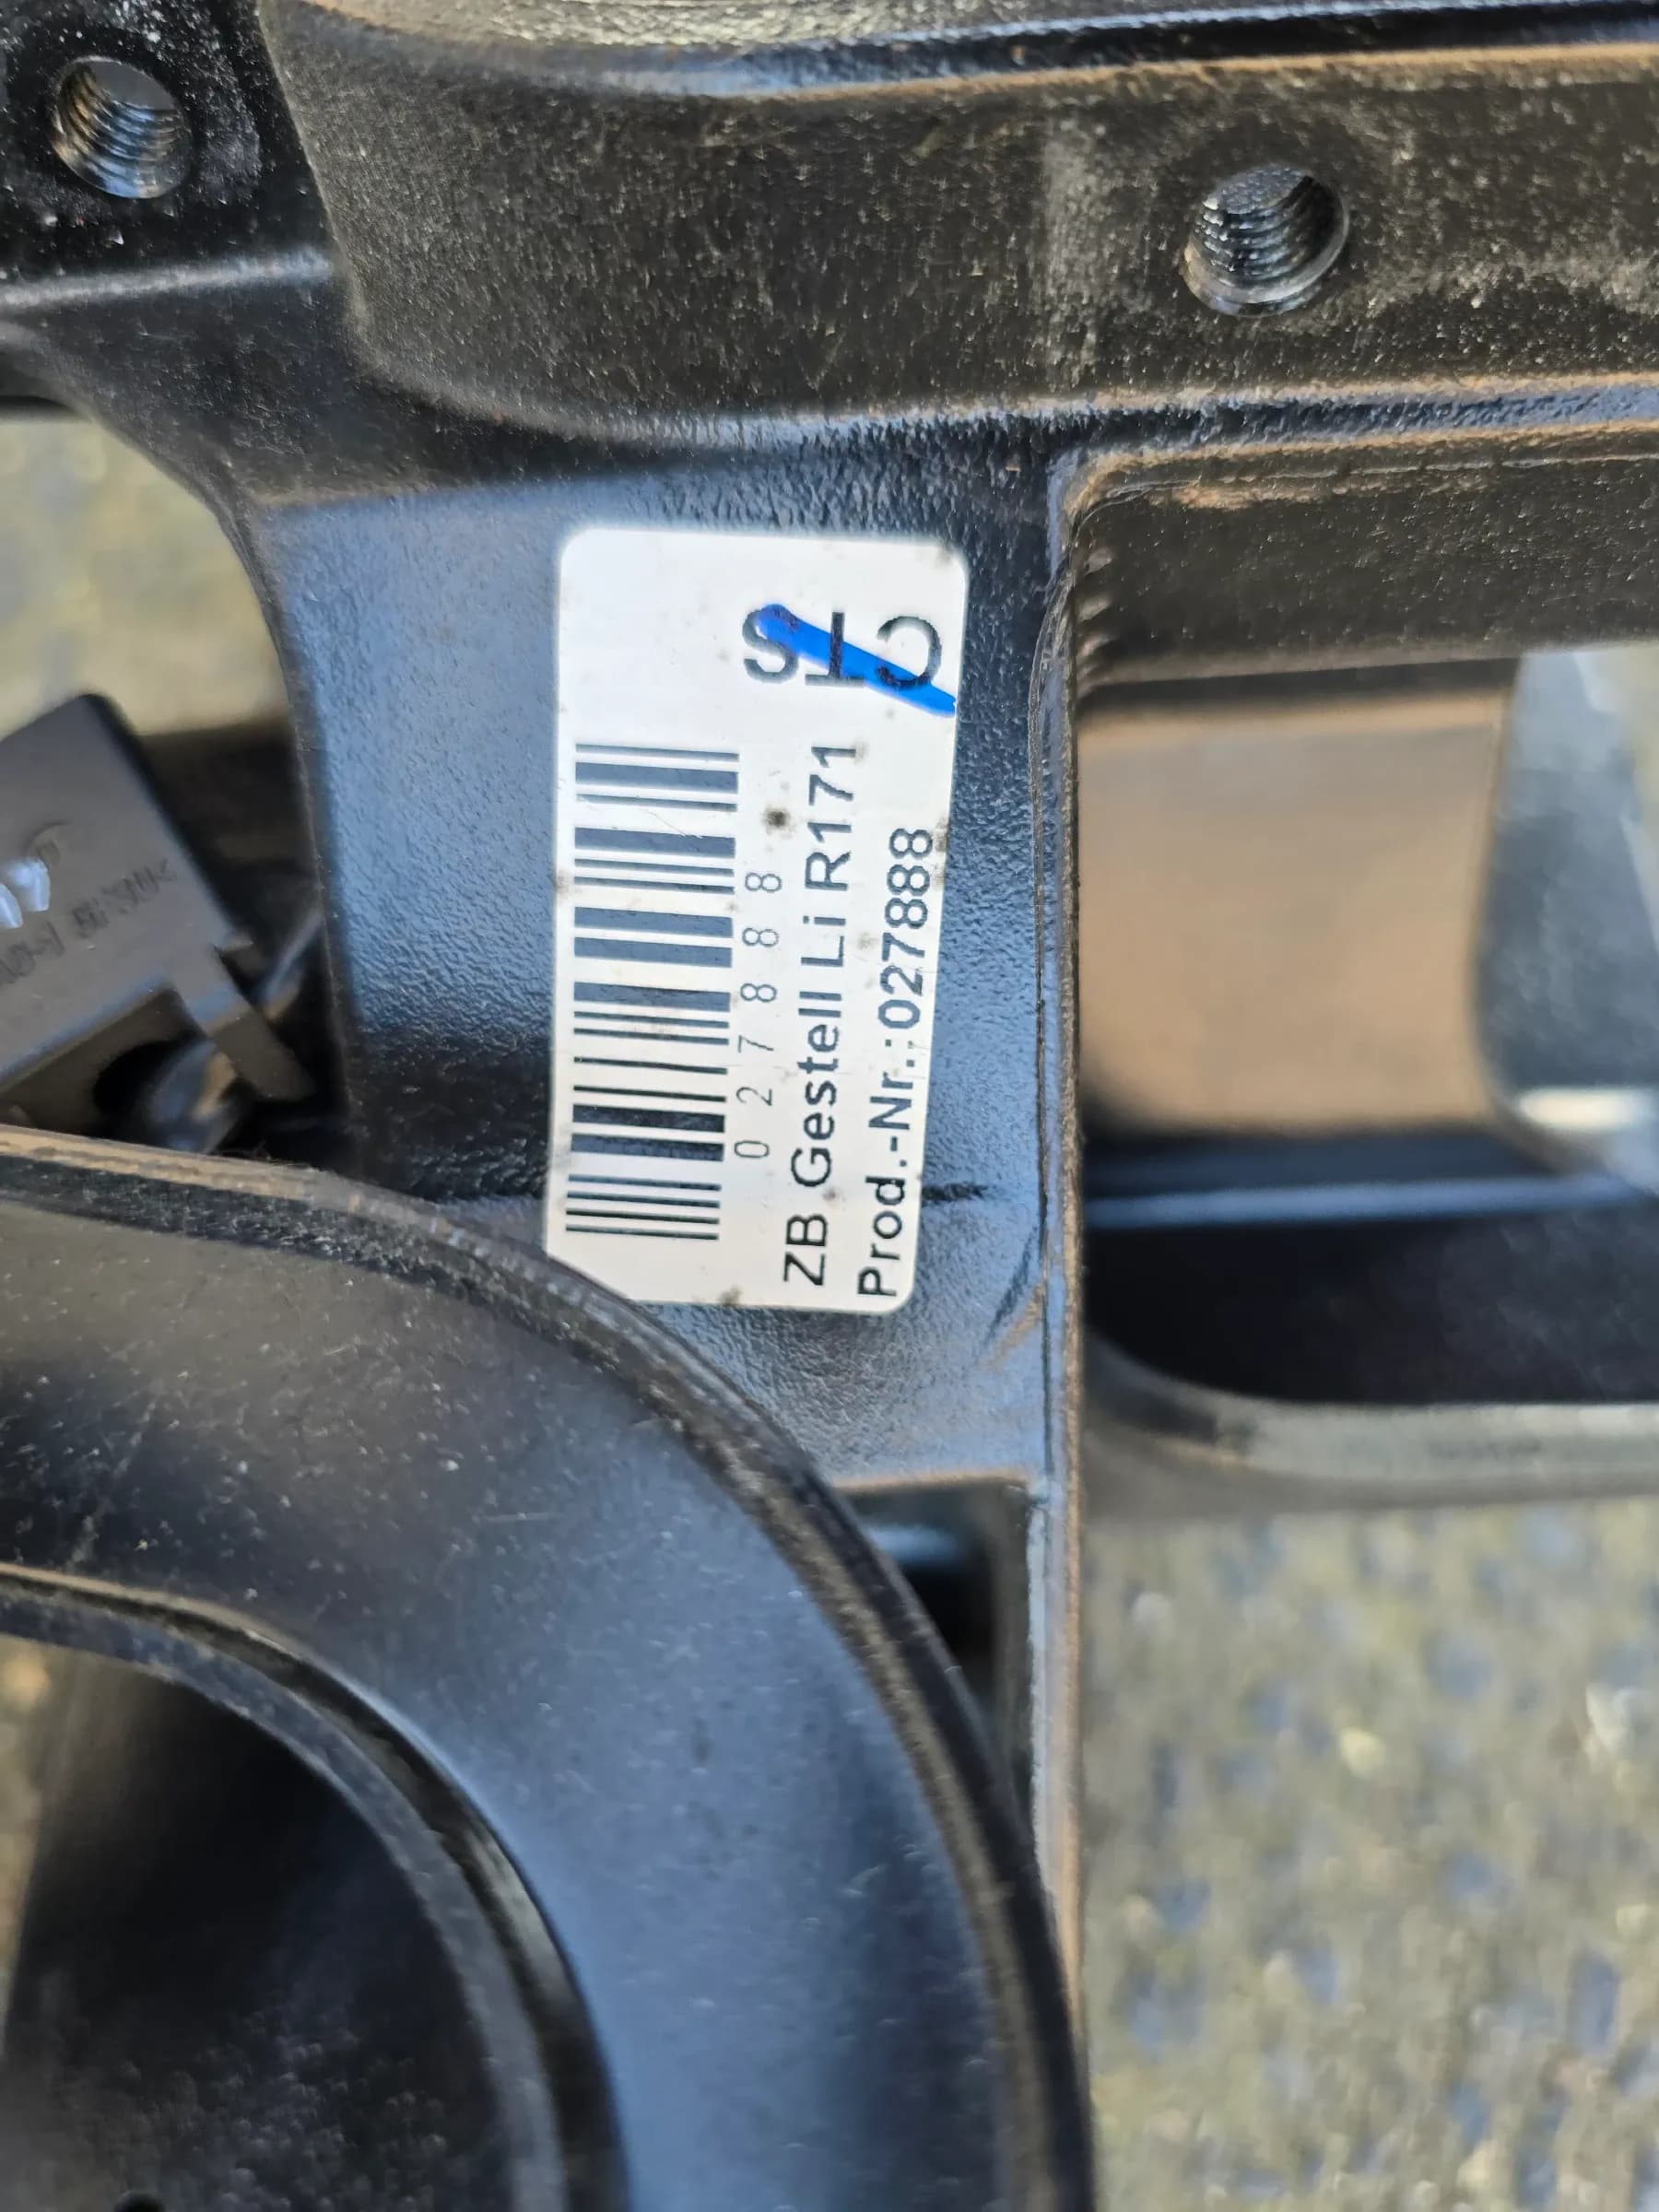 CTS
027888
ZB Gestell Li R171
Prod.-Nr.:027888